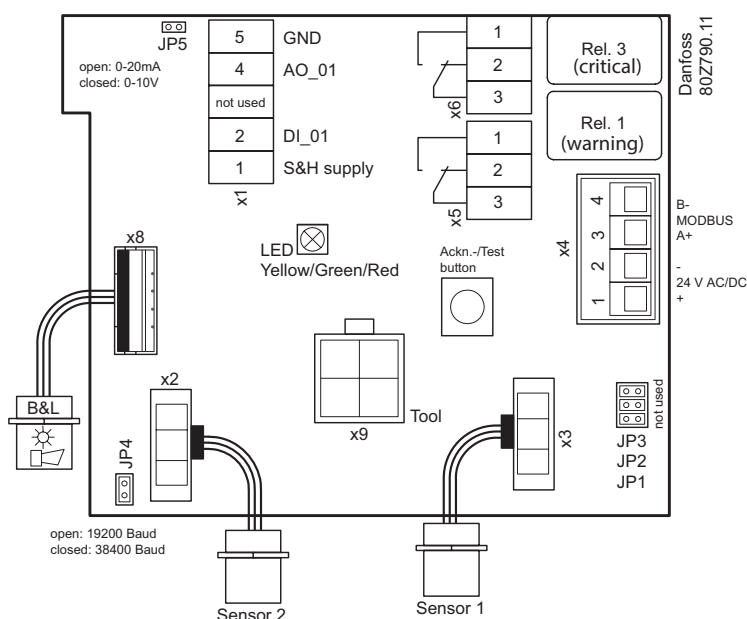 JP5
open: 0-20mA
closed: 0-10V
5 GND
4 AO_01
not used
2 DI_01
1 S&H supply
x1
1
2
3
x6
Rel. 3
(critical)
1
2
3
x5
Rel. 1
(warning)
Danfoss
80Z790.11
x4
4
3
2
1
B-
MODBUS
A+
-
24 V AC/DC
+
x8
LED
Yellow/Green/Red
Ackn.-/Test
button
B&L
x2
JP4
x9
Tool
x3
not used
JP3
JP2
JP1
open: 19200 Baud
closed: 38400 Baud
Sensor 2
Sensor 1